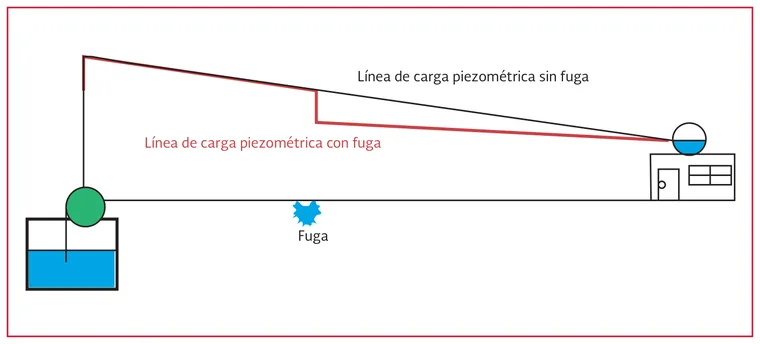 Línea de carga piezométrica sin fuga
Línea de carga piezométrica con fuga
Fuga